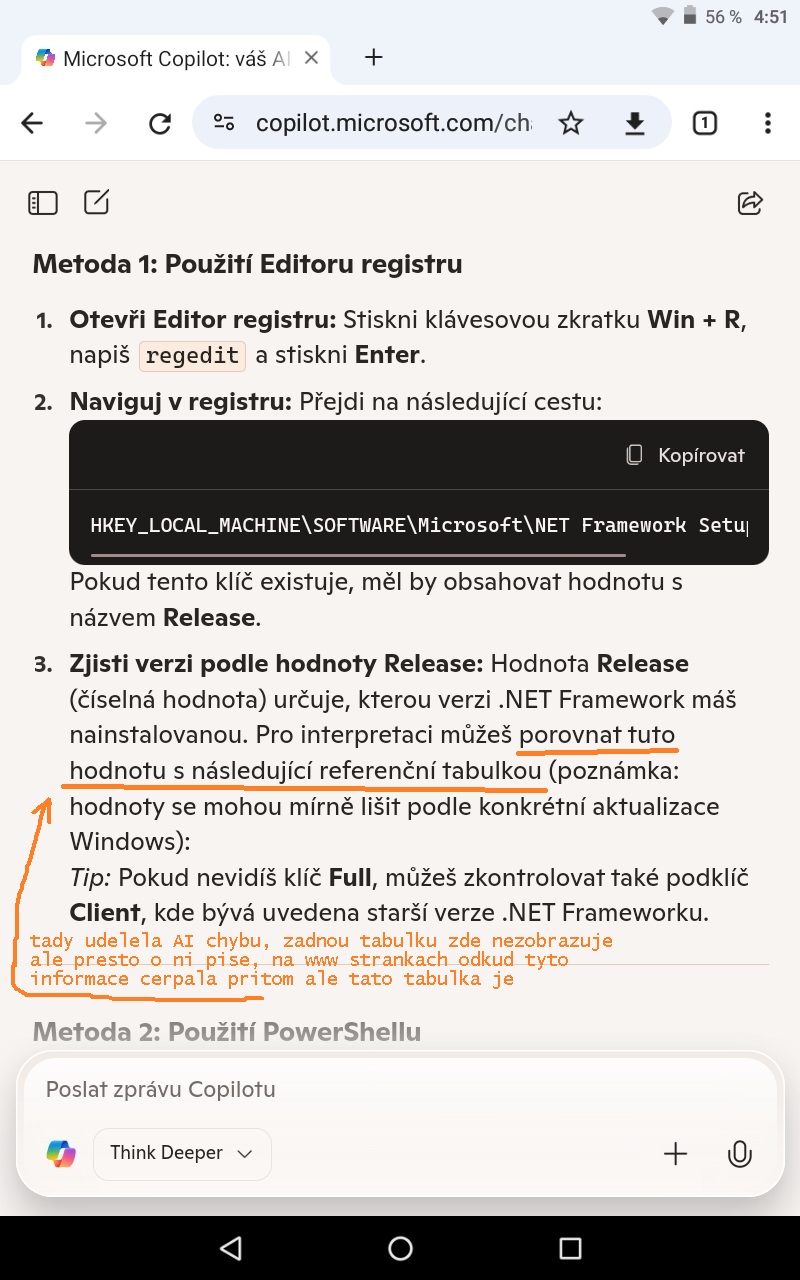 56 % 4:51
Microsoft Copilot: váš AI
copilot.microsoft.com/ch
1
Metoda 1: Použití Editoru registru
1. Otevři Editor registru: Stiskni klávesovou zkratku Win + R,
napiš regedit a stiskni Enter.
2. Naviguj v registru: Přejdi na následující cestu:
Kopírovat
HKEY_LOCAL_MACHINE\SOFTWARE\Microsoft\NET Framework Setup
Pokud tento klíč existuje, měl by obsahovat hodnotu s
názvem Release.
3. Zjisti verzi podle hodnoty Release: Hodnota Release
(číselná hodnota) určuje, kterou verzi .NET Framework máš
nainstalovanou. Pro interpretaci můžeš porovnat tuto
hodnotu s následující referenční tabulkou (poznámka:
hodnoty se mohou mírně lišit podle konkrétní aktualizace
Windows):
Tip: Pokud nevidíš klíč Full, můžeš zkontrolovat také podklíč
Client, kde bývá uvedena starší verze .NET Frameworku.
tady udelela AI chybu, zadnou tabulku zde nezobrazuje
ale presto o ni pise, na www strankach odkud tyto
informace cerpala pritom ale tato tabulka je
Metoda 2: Použití PowerShellu
Poslat zprávu Copilotu
Think Deeper